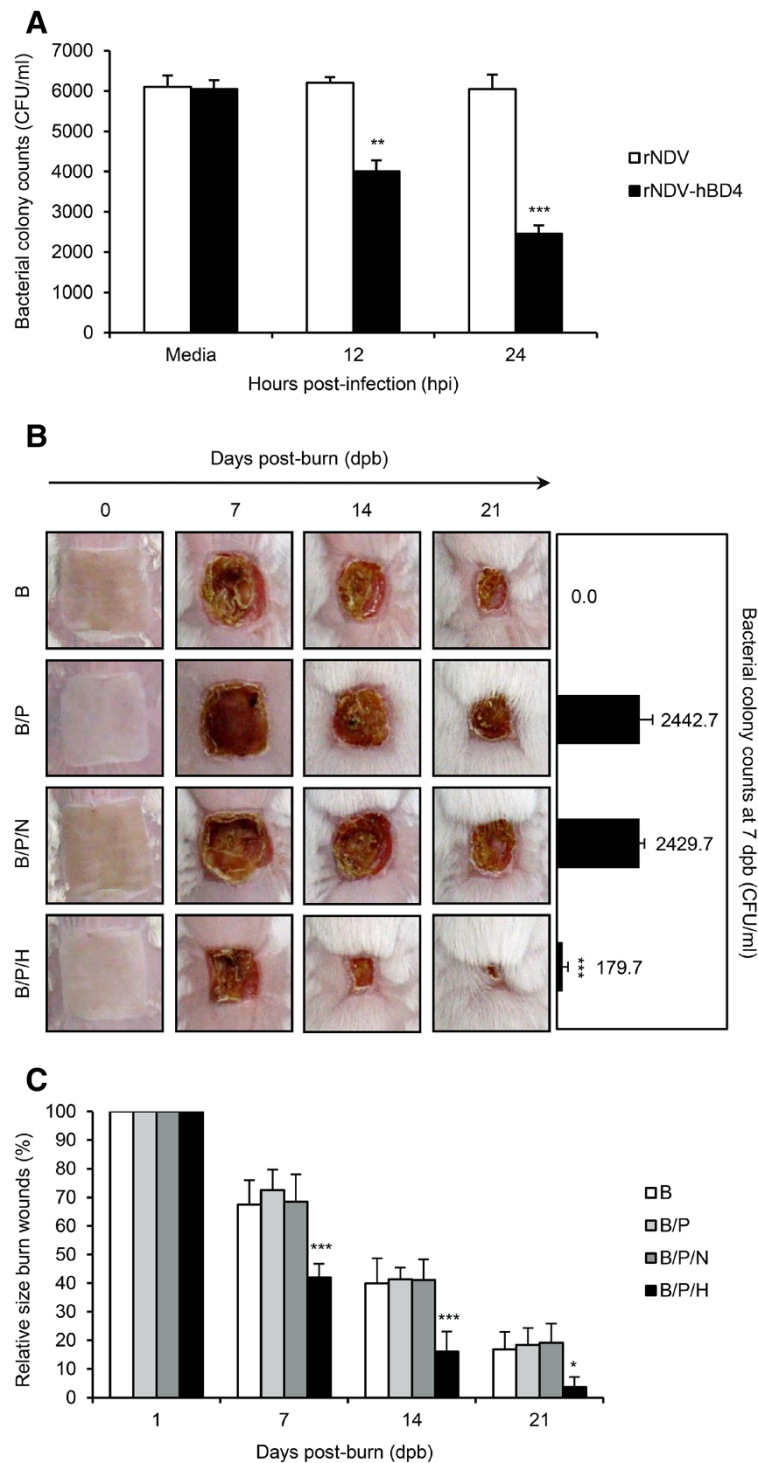 A
Bacterial colony counts (CFU/ml)
7000
6000
5000
4000
3000
2000
1000
0
**
***
rNDV
rNDV-hBD4
Media
12
24
Hours post-infection (hpi)
B
Days post-burn (dpb)
0
7
14
21
B
0.0
B/P
2442.7
B/P/N
2429.7
B/P/H
***
179.7
Bacterial colony counts at 7 dpb (CFU/ml)
C
Relative size burn wounds (%)
100
90
80
70
60
50
40
30
20
10
0
***
***
*
B
B/P
B/P/N
B/P/H
1
7
14
21
Days post-burn (dpb)